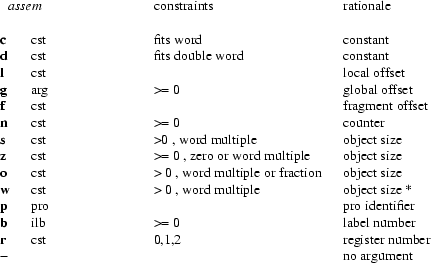 assem constraints rationale
c cst fits word constant
d cst fits double word constant
l cst local offset
g arg >= 0 global offset
f cst fragment offset
n cst >= 0 counter
s cst >0 , word multiple object size
z cst >= 0 , zero or word multiple object size
o cst > 0 , word multiple or fraction object size
w cst > 0 , word multiple object size *
p pro pro identifier
b ilb >= 0 label number
r cst 0,1,2 register number
– no argument